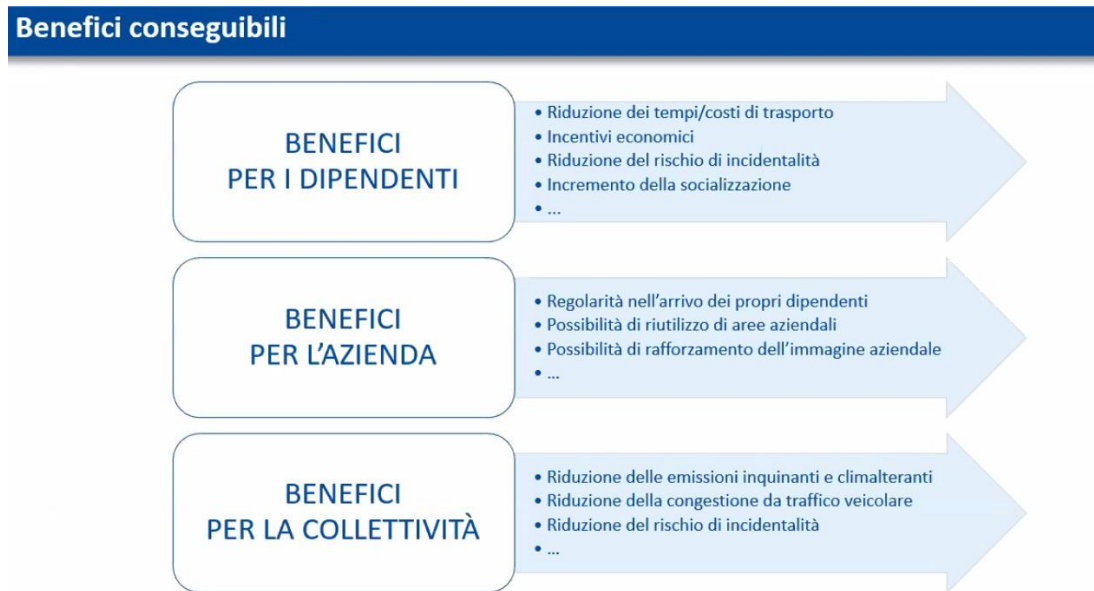 Benefici conseguibili
BENEFICI
PER I DIPENDENTI
• Riduzione dei tempi/costi di trasporto
• Incentivi economici
• Riduzione del rischio di incidentalità
• Incremento della socializzazione
• ...
BENEFICI
PER L'AZIENDA
• Regolarità nell'arrivo dei propri dipendenti
• Possibilità di riutilizzo di aree aziendali
• Possibilità di rafforzamento dell'immagine aziendale
• ...
BENEFICI
PER LA COLLETTIVITÀ
• Riduzione delle emissioni inquinanti e climalteranti
• Riduzione della congestione da traffico veicolare
• Riduzione del rischio di incidentalità
• ...